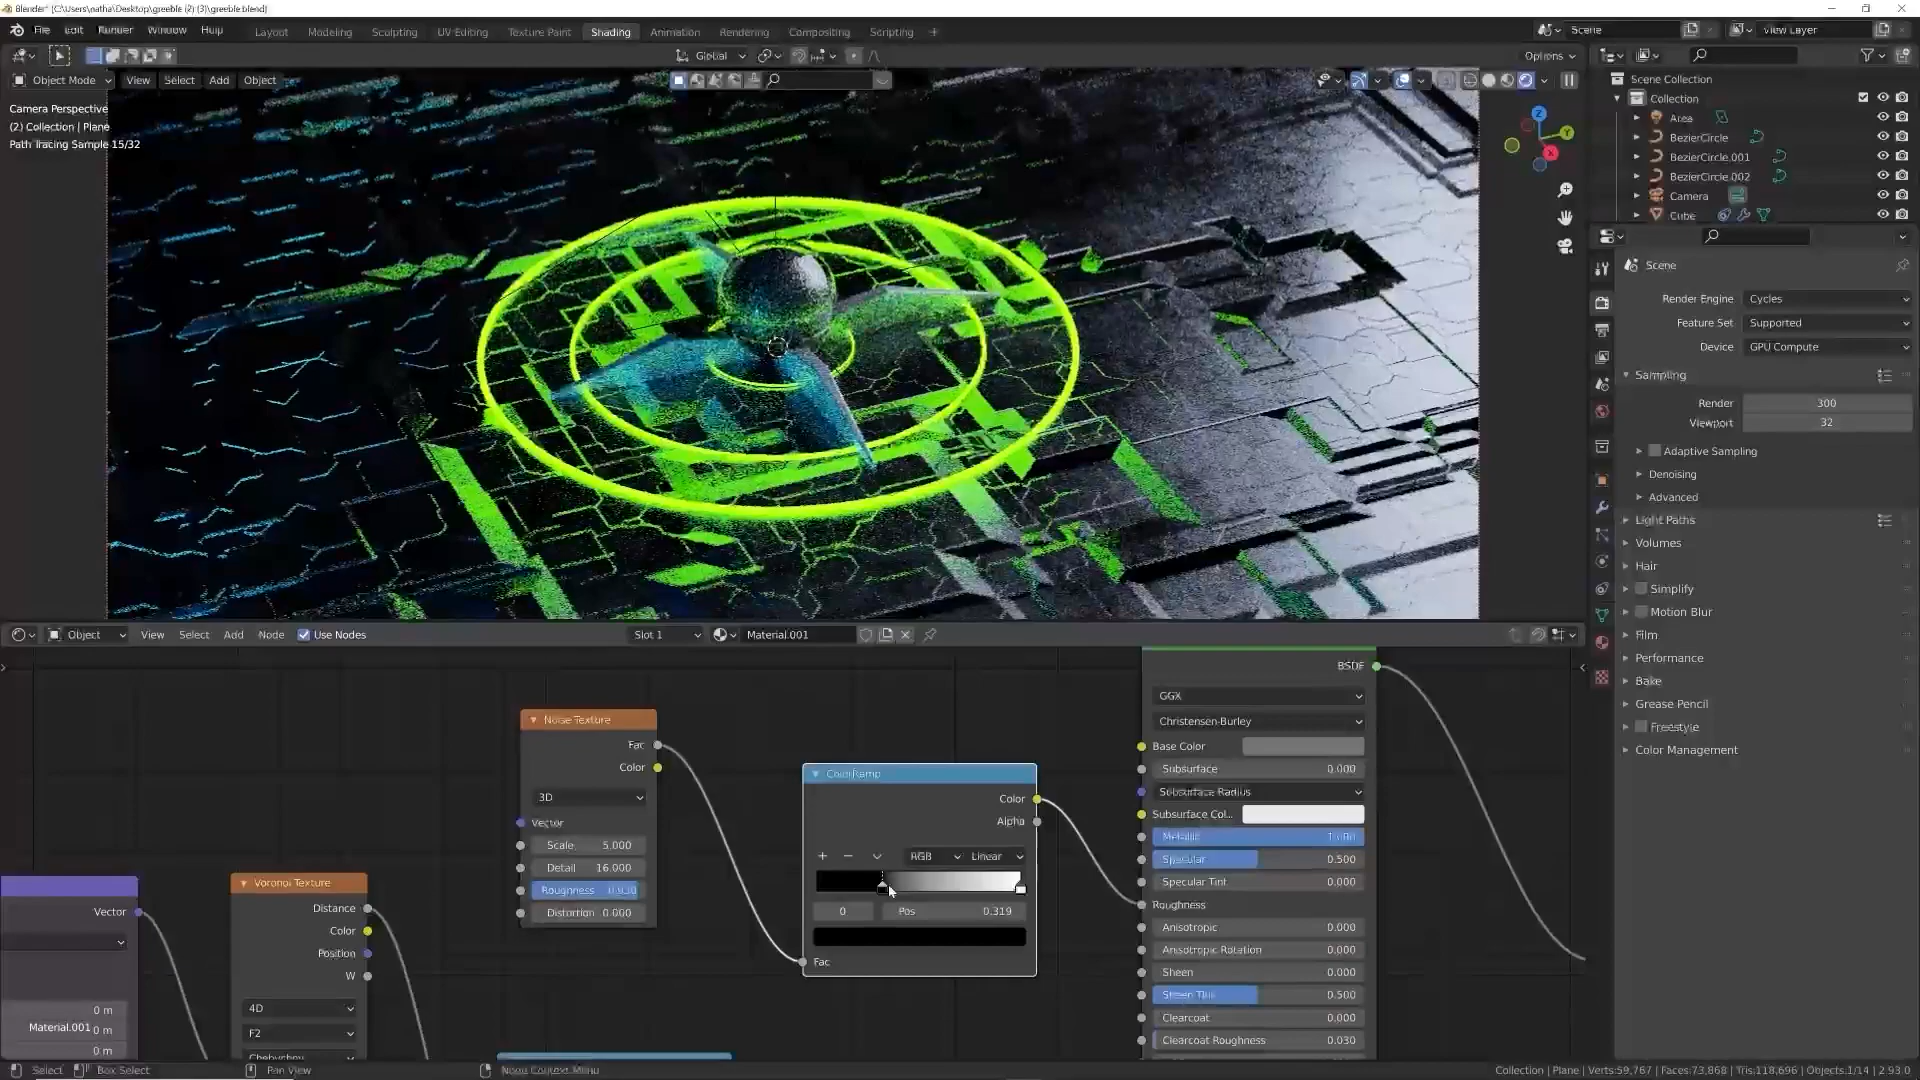 Blender* [C:\Users\natha\Desktop\greeble (2) (3)\greeble.blend]
File Edit Render Window Help Layout Modeling Sculpting UV Editing Texture Paint Shading Animation Rendering Compositing Scripting + Scene View Layer
Global Options
Object Mode View Select Add Object
Camera Perspective
(2) Collection | Plane
Path Tracing Sample 15/32
Scene Collection
Collection
Area
BezierCircle
BezierCircle.001
BezierCircle.002
Camera
Cube
Scene
Render Engine Cycles
Feature Set Supported
Device GPU Compute
Sampling
Render 300
Viewport 32
Adaptive Sampling
Denoising
Advanced
Light Paths
Volumes
Hair
Simplify
Motion Blur
Film
Performance
Bake
Grease Pencil
Freestyle
Color Management
Z
Y
X
Object View Select Add Node Use Nodes Slot 1 Material.001
Vector
0 m
Material.001 0 m
0 m
Voronoi Texture
Distance
Color
Position
W
4D
F2
Chebychev
Noise Texture
Fac
Color
3D
Vector
Scale 5.000
Detail 16.000
Roughness
Distortion 0.000
ColorRamp
Color
Alpha
+ − RGB Linear
0 Pos 0.319
Fac
BSDF
GGX
Christensen-Burley
Base Color
Subsurface 0.000
Subsurface Radius
Subsurface Col...
Metallic 1.000
Specular 0.500
Specular Tint 0.000
Roughness
Anisotropic 0.000
Anisotropic Rotation 0.000
Sheen 0.000
Sheen Tint 0.500
Clearcoat 0.000
Clearcoat Roughness 0.030
Select Box Select Pan View Node Context Menu Collection | Plane | Verts:59,767 | Faces:73,868 | Tris:118,696 | Objects:1/14 | 2.93.0